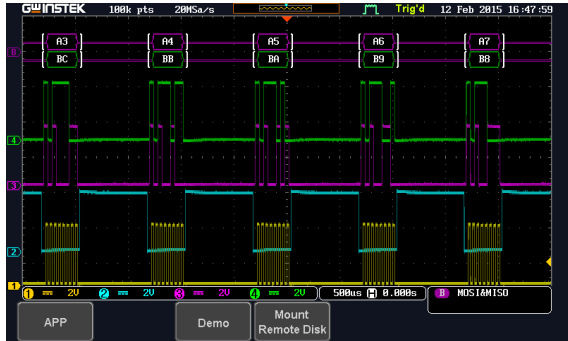 GWINSTEK 100k pts 20MSa/s Trig'd 12 Feb 2015 16:47:59
B A3 A4 A5 A6 A7
BC BB BA B9 B8
4
3
2
1
1 2V 2 2V 3 2V 4 2V 500us H 0.000s B MOSI&MISO
APP Demo Mount
Remote Disk